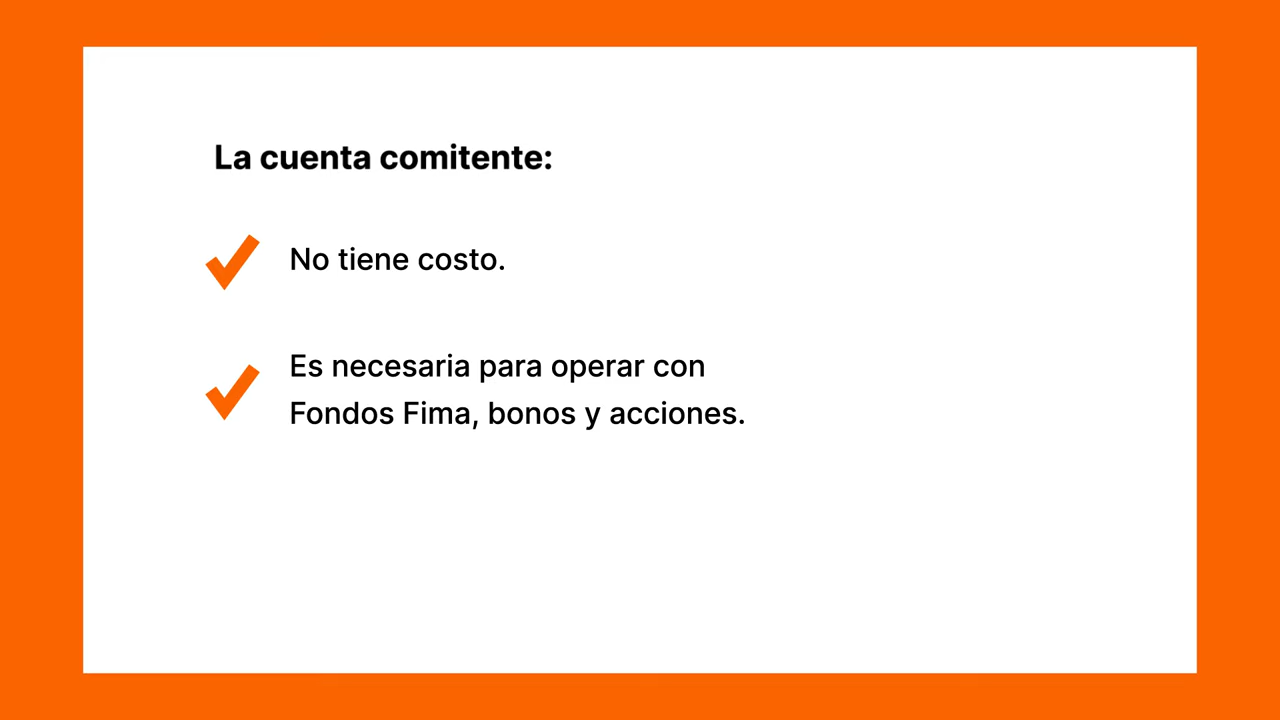 La cuenta comitente:
No tiene costo.
Es necesaria para operar con
Fondos Fima, bonos y acciones.